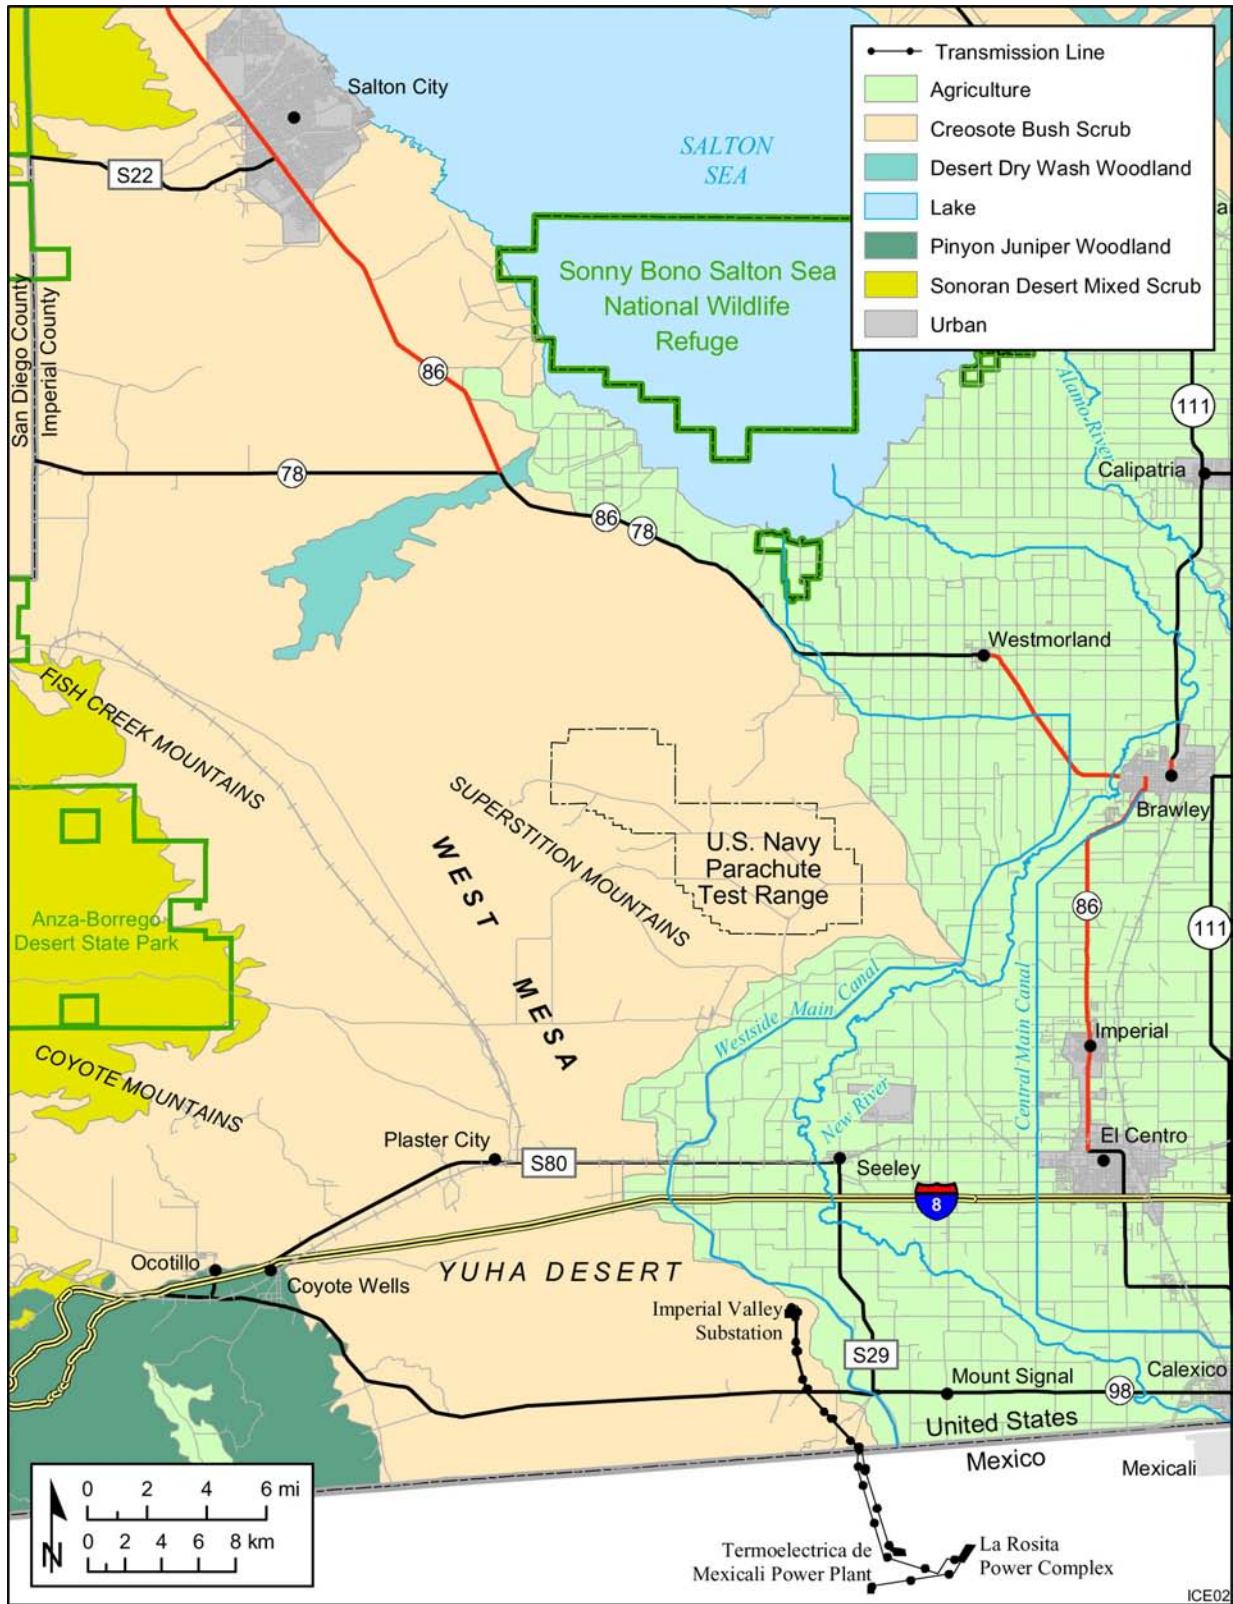 Transmission Line
Agriculture
Creosote Bush Scrub
Desert Dry Wash Woodland
Lake
Pinyon Juniper Woodland
Sonoran Desert Mixed Scrub
Urban
Salton City
S22
SALTON
SEA
a
Sonny Bono Salton Sea
National Wildlife
Refuge
San Diego County
Imperial County
86
Alamo River
111
Calipatria
78
86
78
Westmorland
FISH CREEK MOUNTAINS
SUPERSTITION MOUNTAINS
Brawley
U.S. Navy
Parachute
Test Range
WEST MESA
86
111
Anza-Borrego
Desert State Park
Westside Main Canal
Central Main Canal
Imperial
COYOTE MOUNTAINS
New River
Plaster City
S80
Seeley
El Centro
8
Ocotillo
Coyote Wells
YUHA DESERT
Imperial Valley
Substation
S29
Mount Signal
98
Calexico
United States
Mexico
Mexicali
0 2 4 6 mi
0 2 4 6 8 km
N
Termoelectrica de
Mexicali Power Plant
La Rosita
Power Complex
ICE02